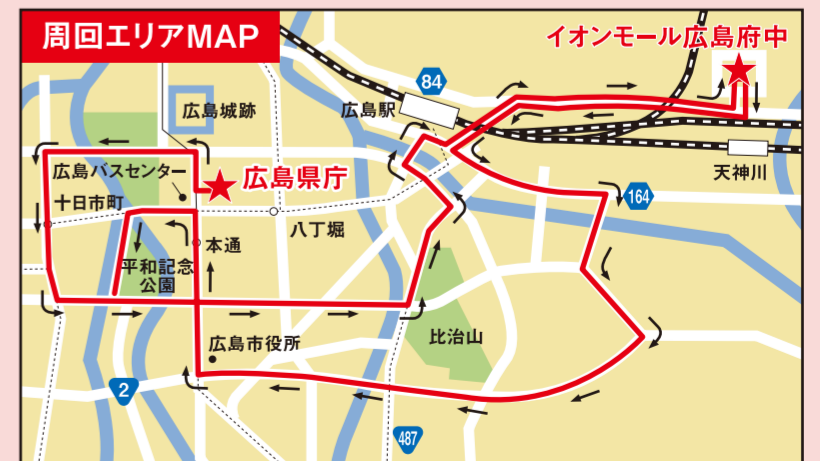 周回エリアMAP
イオンモール広島府中
84
広島城跡
広島駅
天神川
広島バスセンター
広島県庁
十日市町
164
八丁堀
本通
平和記念
公園
比治山
広島市役所
2
487